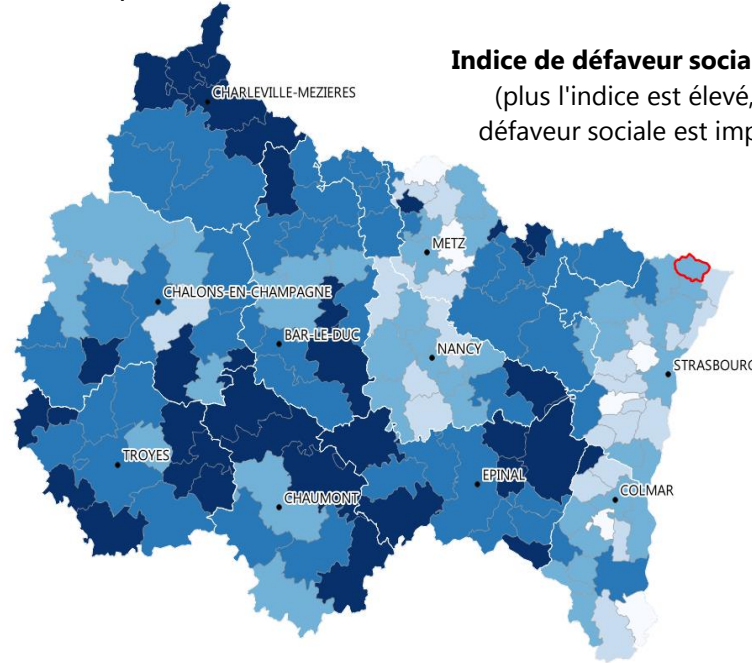 Indice de défaveur socia
(plus l'indice est élevé,
défaveur sociale est imp
CHARLEVILLE-MEZIERES
METZ
CHALONS-EN-CHAMPAGNE
BAR-LE-DUC
NANCY
STRASBOURG
TROYES
EPINAL
CHAUMONT
COLMAR